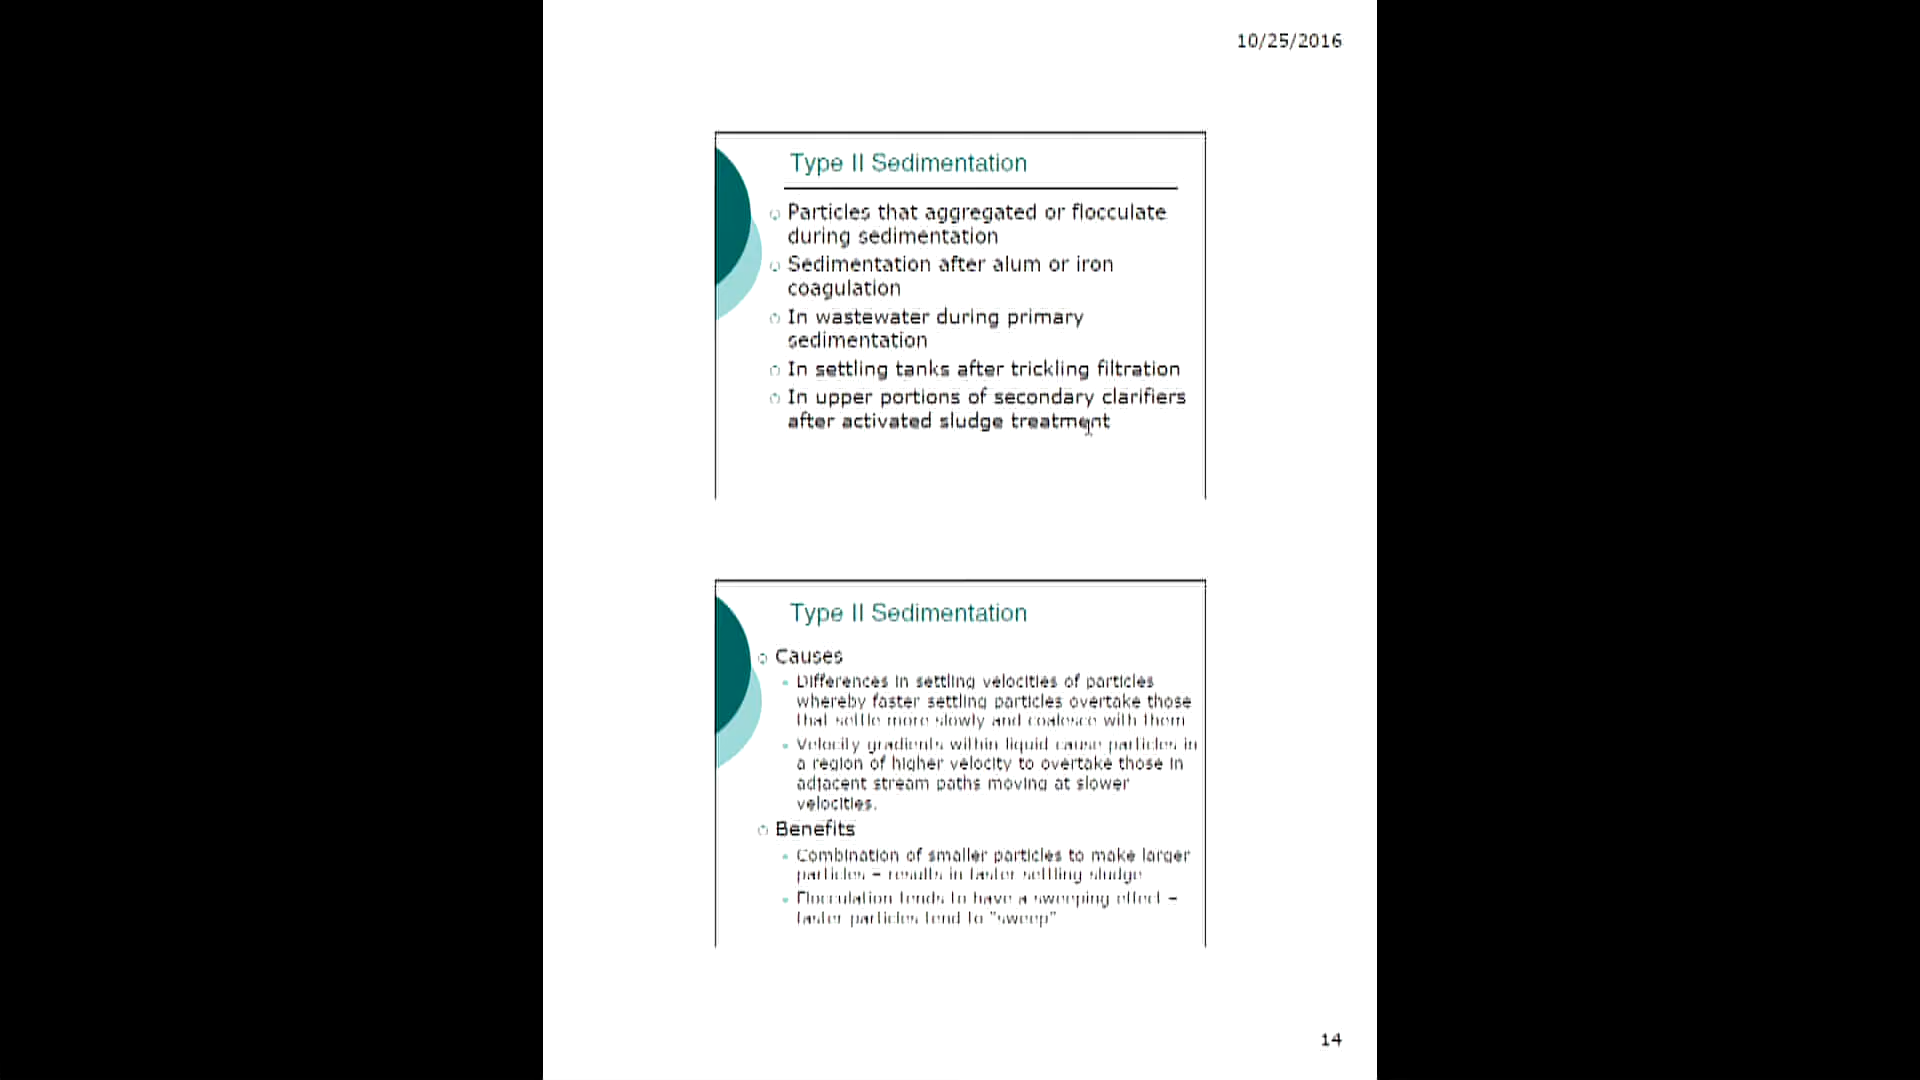 10/25/2016
Type II Sedimentation
Particles that aggregated or flocculate
during sedimentation
Sedimentation after alum or iron
coagulation
In wastewater during primary
sedimentation
In settling tanks after trickling filtration
In upper portions of secondary clarifiers
after activated sludge treatment
Type II Sedimentation
Causes
Differences in settling velocities of particles
whereby faster settling particles overtake those
that settle more slowly and coalesce with them
Velocity gradients within liquid cause particles in
a region of higher velocity to overtake those in
adjacent stream paths moving at slower
velocities.
Benefits
Combination of smaller particles to make larger
particles – results in faster settling sludge
Flocculation tends to have a sweeping effect –
faster particles tend to "sweep"
14